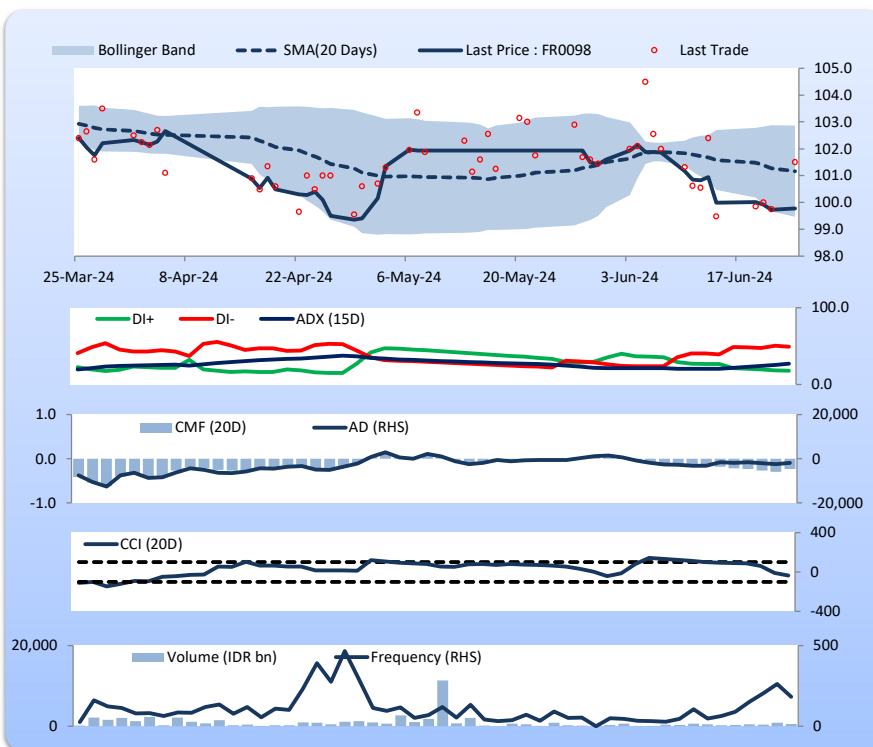 Bollinger Band SMA(20 Days) Last Price : FR0098 Last Trade
105.0
104.0
103.0
102.0
101.0
100.0
99.0
98.0
25-Mar-24 8-Apr-24 22-Apr-24 6-May-24 20-May-24 3-Jun-24 17-Jun-24
DI+ DI- ADX (15D)
100.0
0.0
1.0 CMF (20D) AD (RHS) 20,000
0.0 0
-1.0 -20,000
CCI (20D) 400
0
-400
20,000 Volume (IDR bn) Frequency (RHS) 500
0 0